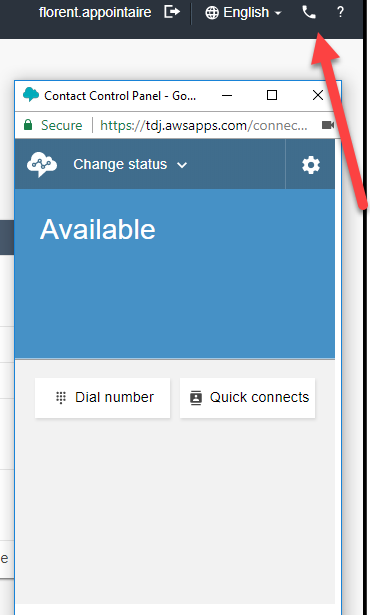 florent.appointaire English ?
Contact Control Panel - Go...
Secure https://tdj.awsapps.com/connec...
Change status
Available
Dial number Quick connects
e